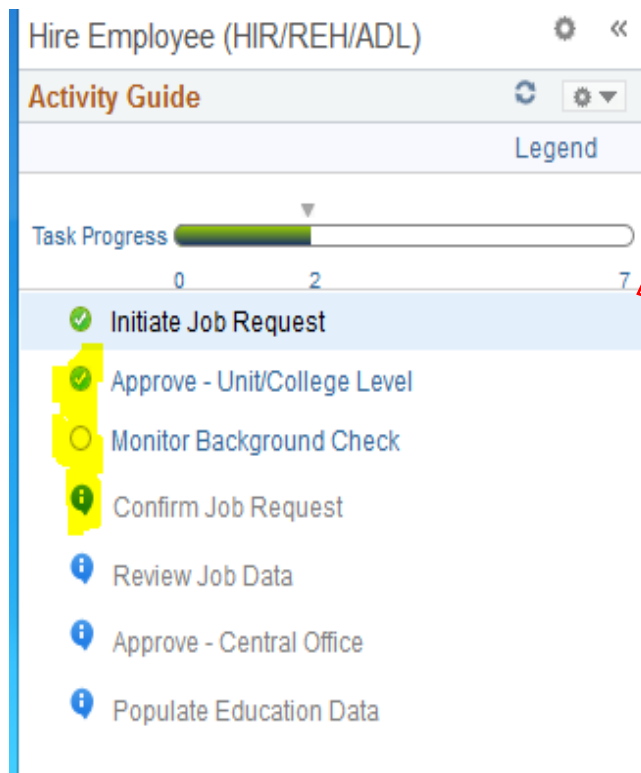 Hire Employee (HIR/REH/ADL)
Activity Guide
Legend
Task Progress
0 2 7
Initiate Job Request
Approve - Unit/College Level
Monitor Background Check
Confirm Job Request
Review Job Data
Approve - Central Office
Populate Education Data